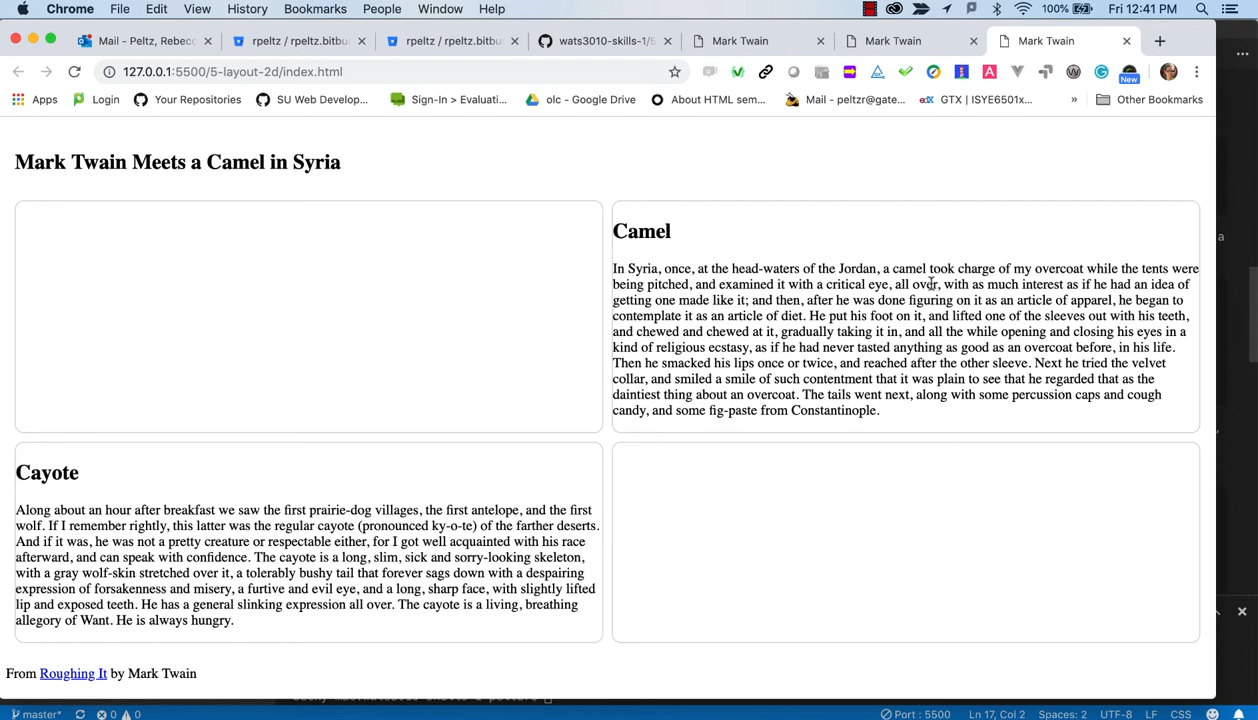 Chrome File Edit View History Bookmarks People Window Help 100% Fri 12:41 PM
Mail - Peltz, Rebecc rpeltz / rpeltz.bitbu rpeltz / rpeltz.bitbu wats3010-skills-1/5 Mark Twain Mark Twain Mark Twain
127.0.0.1:5500/5-layout-2d/index.html
New
Apps Login Your Repositories SU Web Develop... Sign-In > Evaluati... olc - Google Drive About HTML sem... Mail - peltzr@gate... GTX | ISYE6501x... » Other Bookmarks
Mark Twain Meets a Camel in Syria
Camel
In Syria, once, at the head-waters of the Jordan, a camel took charge of my overcoat while the tents were
being pitched, and examined it with a critical eye, all over, with as much interest as if he had an idea of
getting one made like it; and then, after he was done figuring on it as an article of apparel, he began to
contemplate it as an article of diet. He put his foot on it, and lifted one of the sleeves out with his teeth,
and chewed and chewed at it, gradually taking it in, and all the while opening and closing his eyes in a
kind of religious ecstasy, as if he had never tasted anything as good as an overcoat before, in his life.
Then he smacked his lips once or twice, and reached after the other sleeve. Next he tried the velvet
collar, and smiled a smile of such contentment that it was plain to see that he regarded that as the
daintiest thing about an overcoat. The tails went next, along with some percussion caps and cough
candy, and some fig-paste from Constantinople.
Cayote
Along about an hour after breakfast we saw the first prairie-dog villages, the first antelope, and the first
wolf. If I remember rightly, this latter was the regular cayote (pronounced ky-o-te) of the farther deserts.
And if it was, he was not a pretty creature or respectable either, for I got well acquainted with his race
afterward, and can speak with confidence. The cayote is a long, slim, sick and sorry-looking skeleton,
with a gray wolf-skin stretched over it, a tolerably bushy tail that forever sags down with a despairing
expression of forsakenness and misery, a furtive and evil eye, and a long, sharp face, with slightly lifted
lip and exposed teeth. He has a general slinking expression all over. The cayote is a living, breathing
allegory of Want. He is always hungry.
From Roughing It by Mark Twain
master* 0 0 Port : 5500 Ln 17, Col 2 Spaces: 2 UTF-8 LF CSS